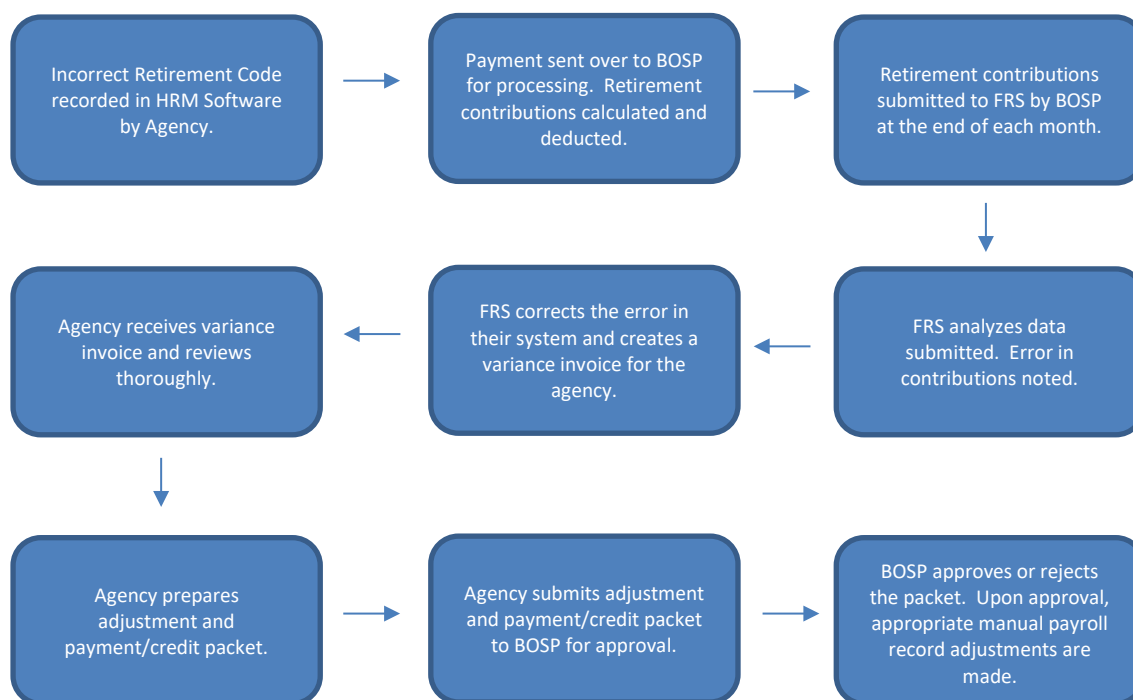 Incorrect Retirement Code
recorded in HRM Software
by Agency.
Payment sent over to BOSP
for processing.  Retirement
contributions calculated and
deducted.
Retirement contributions
submitted to FRS by BOSP
at the end of each month.
FRS analyzes data
submitted.  Error in
contributions noted.
FRS corrects the error in
their system and creates a
variance invoice for the
agency.
Agency receives variance
invoice and reviews
thoroughly.
Agency prepares
adjustment and
payment/credit packet.
Agency submits adjustment
and payment/credit packet
to BOSP for approval.
BOSP approves or rejects
the packet.  Upon approval,
appropriate manual payroll
record adjustments are
made.